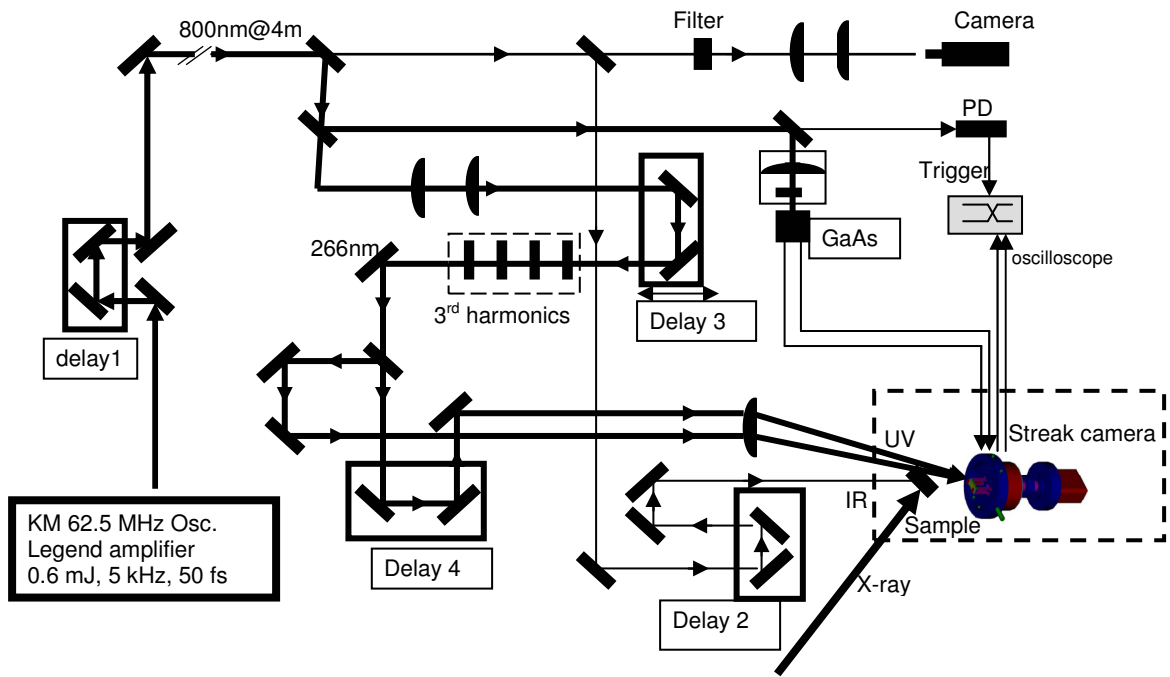 800nm@4m
Filter
Camera
PD
Trigger
GaAs
oscilloscope
266nm
3rd harmonics
Delay 3
delay1
UV
Streak camera
IR
Sample
KM 62.5 MHz Osc.
Legend amplifier
0.6 mJ, 5 kHz, 50 fs
Delay 4
X-ray
Delay 2